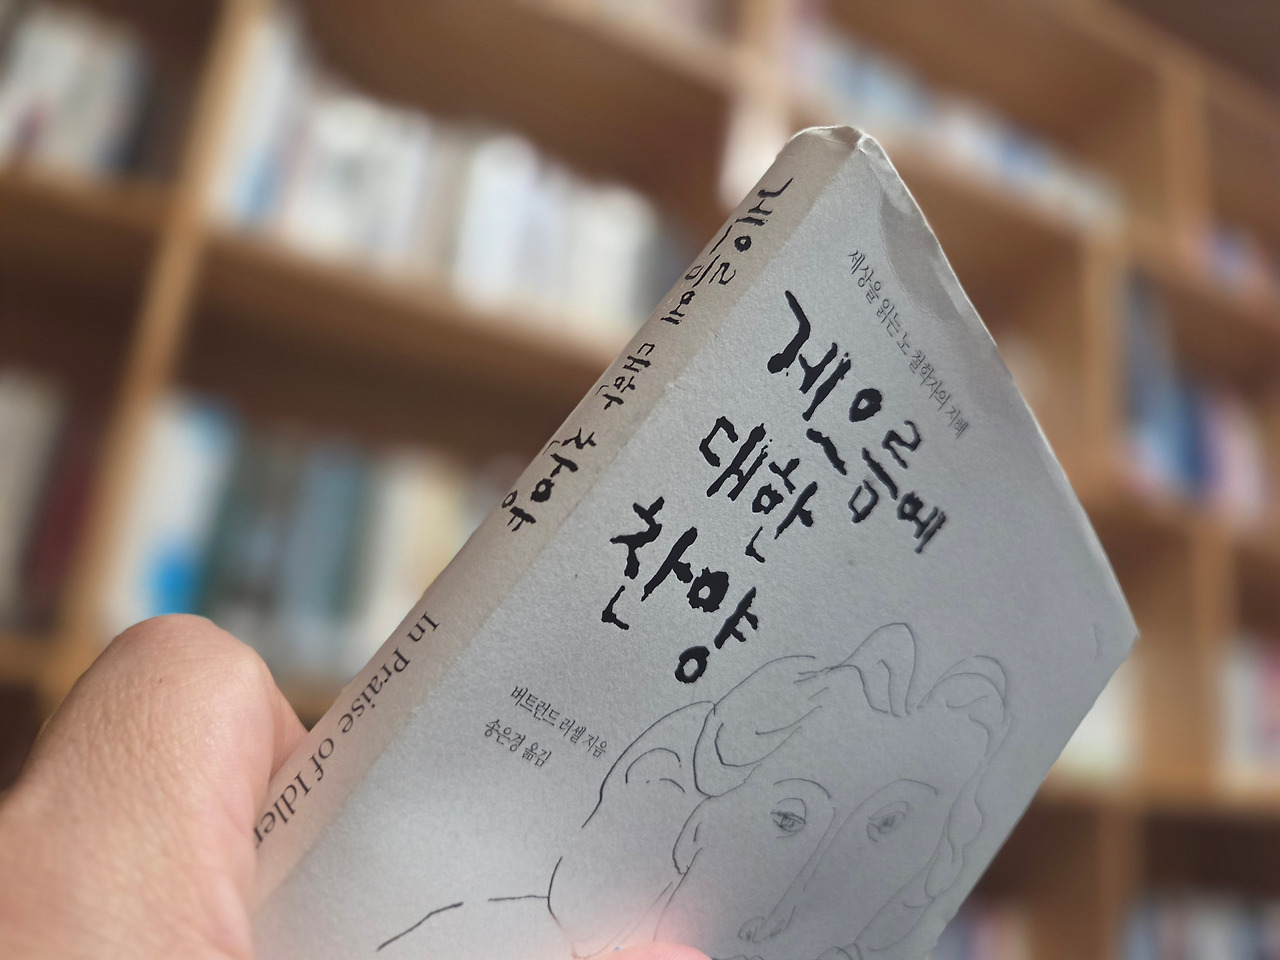 게으름에 대한 찬양
In Praise of Idler
세상을 읽는 노 철학자의 지혜
게으름에
대한
찬양
버트런드 러셀 지음
송은경 옮김